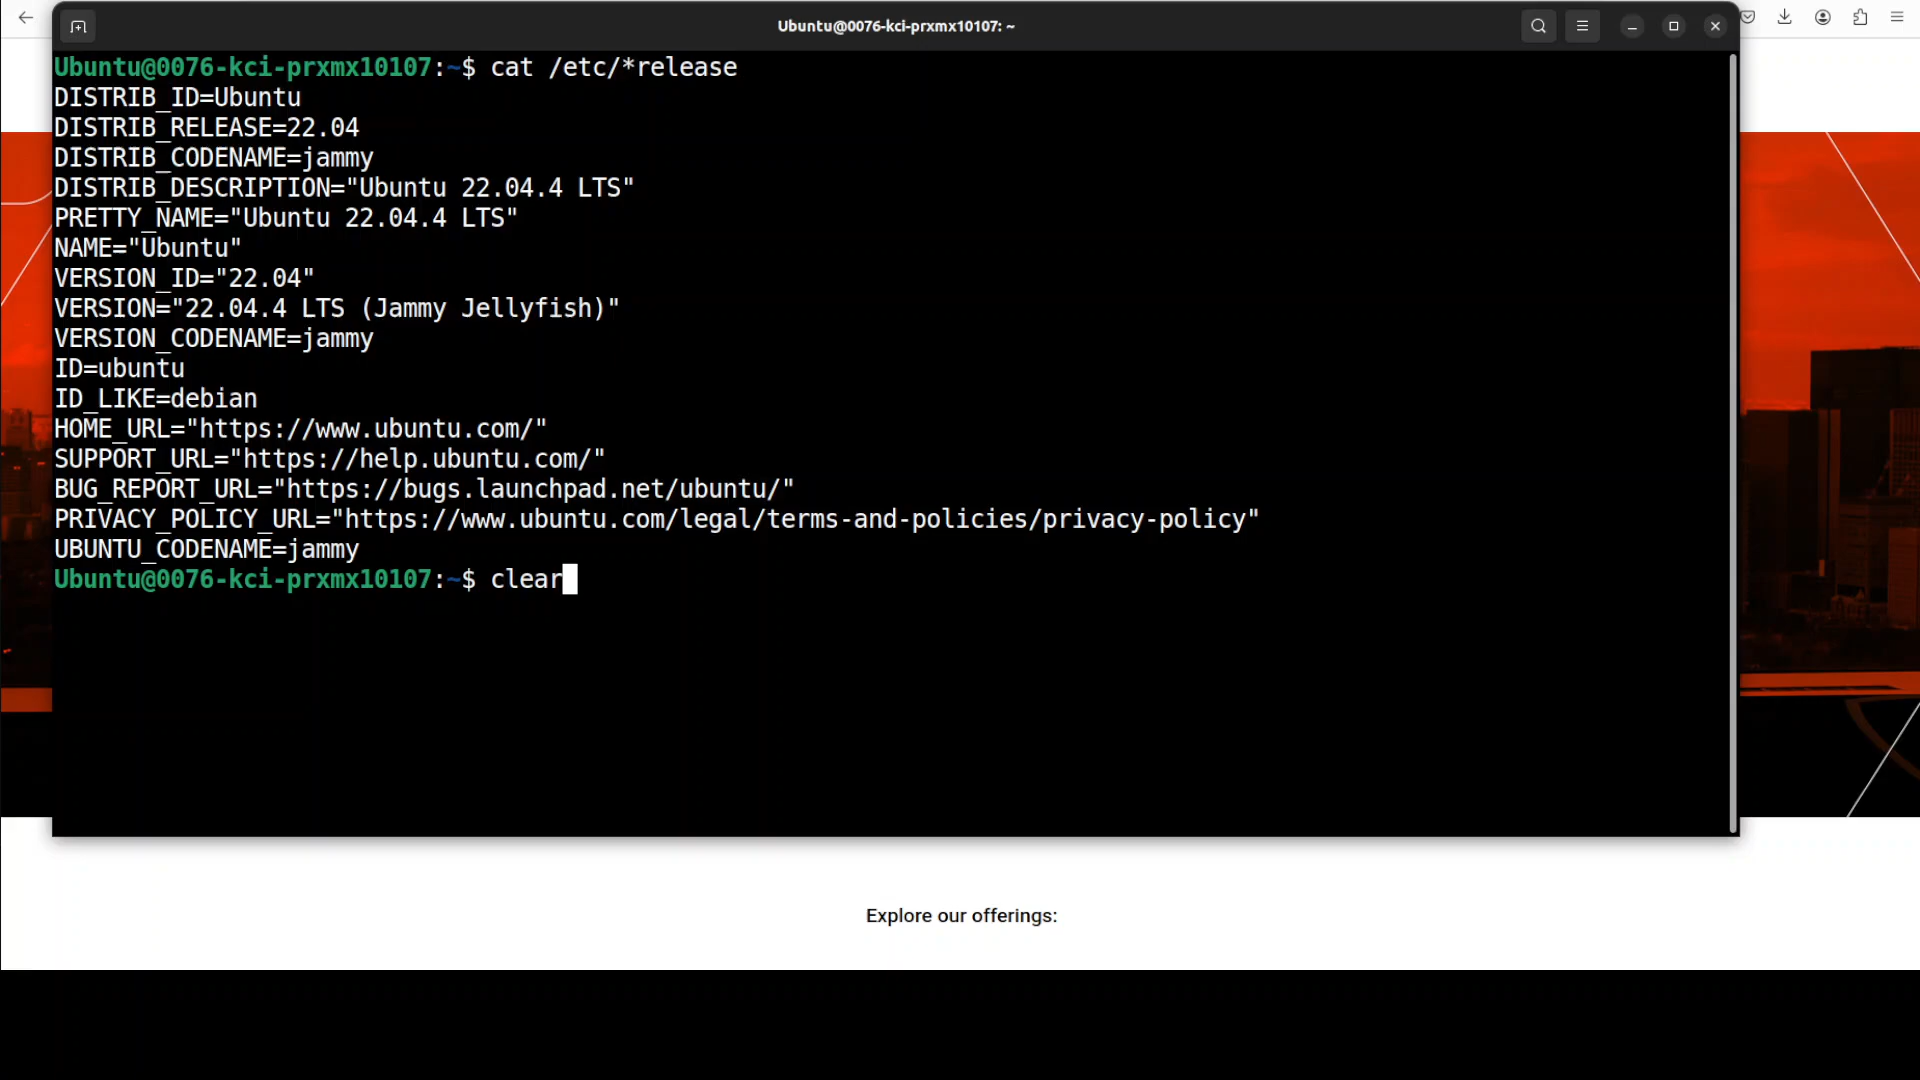 Ubuntu@0076-kci-prxmx10107: ~
Ubuntu@0076-kci-prxmx10107:~$ cat /etc/*release
DISTRIB_ID=Ubuntu
DISTRIB_RELEASE=22.04
DISTRIB_CODENAME=jammy
DISTRIB_DESCRIPTION="Ubuntu 22.04.4 LTS"
PRETTY_NAME="Ubuntu 22.04.4 LTS"
NAME="Ubuntu"
VERSION_ID="22.04"
VERSION="22.04.4 LTS (Jammy Jellyfish)"
VERSION_CODENAME=jammy
ID=ubuntu
ID_LIKE=debian
HOME_URL="https://www.ubuntu.com/"
SUPPORT_URL="https://help.ubuntu.com/"
BUG_REPORT_URL="https://bugs.launchpad.net/ubuntu/"
PRIVACY_POLICY_URL="https://www.ubuntu.com/legal/terms-and-policies/privacy-policy"
UBUNTU_CODENAME=jammy
Ubuntu@0076-kci-prxmx10107:~$ clear
Explore our offerings: